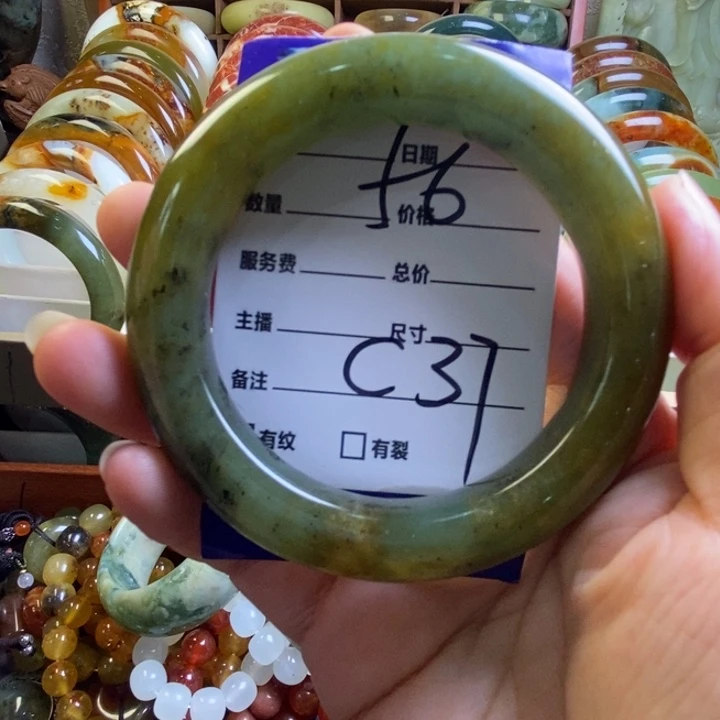 日期
56
数量 价格
服务费 总价
主播 尺寸
C37
备注
有纹 有裂